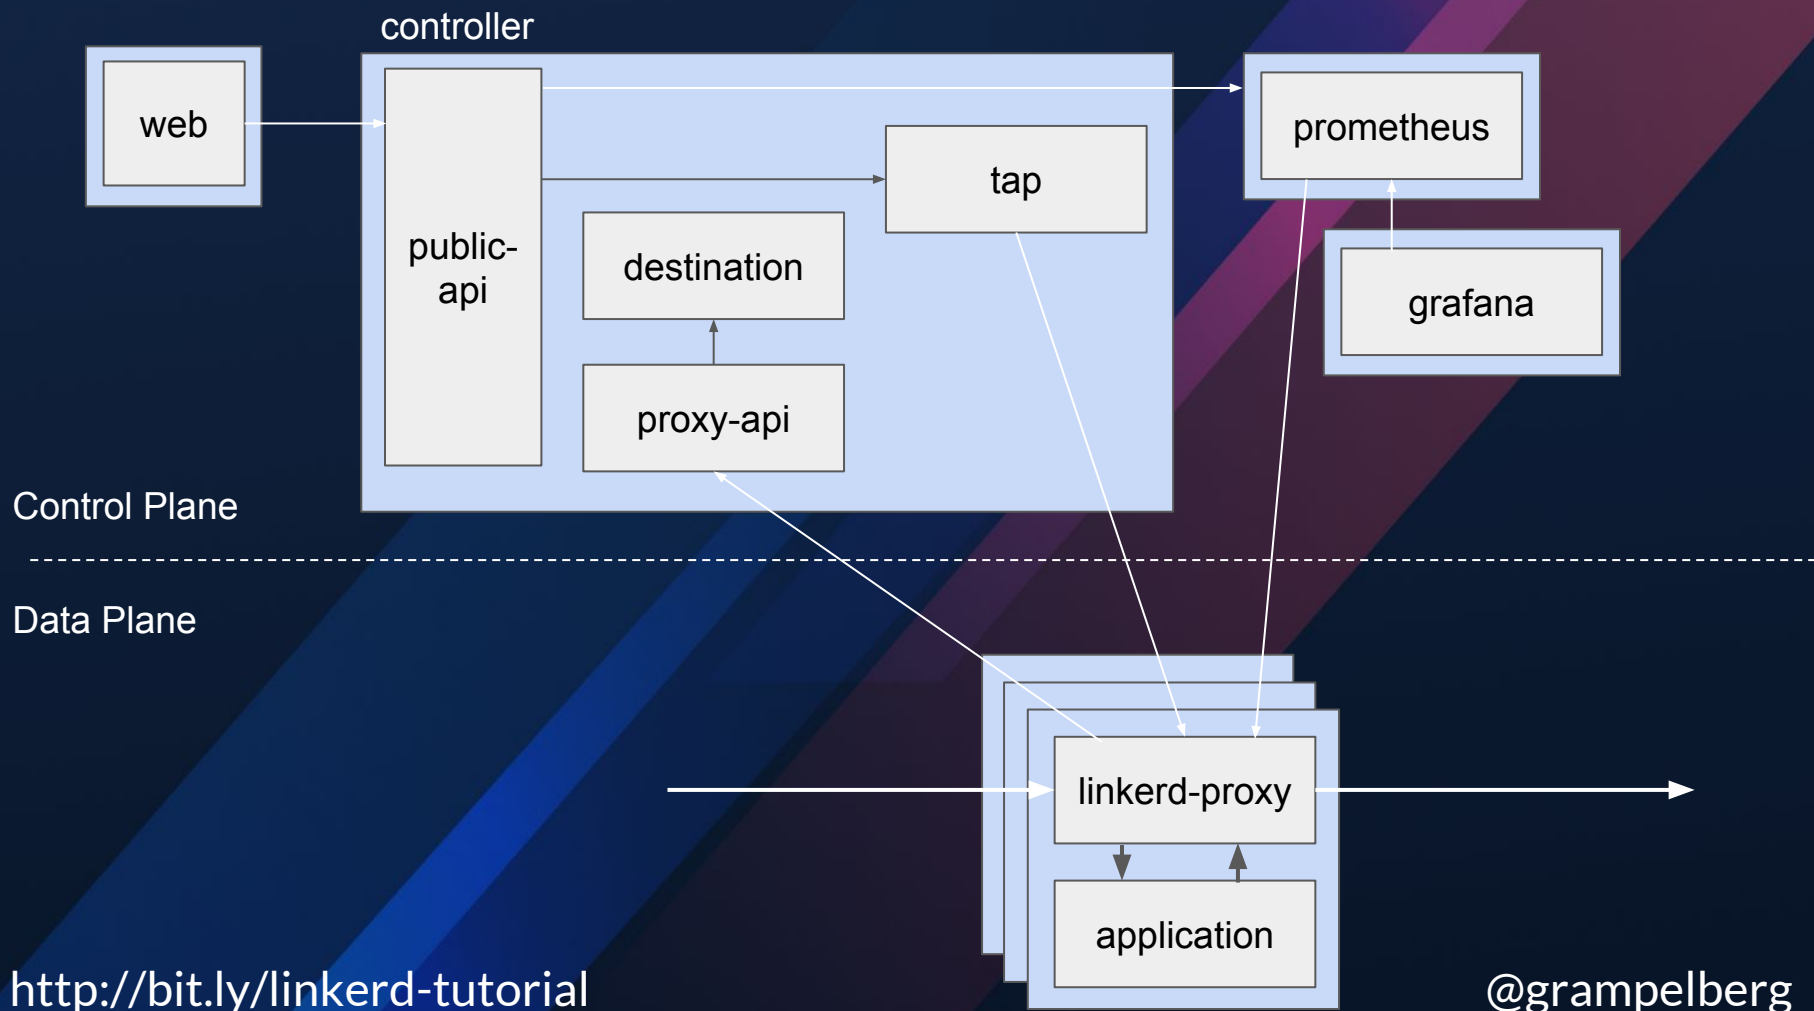 controller
web
public-
api
tap
destination
proxy-api
prometheus
grafana
Control Plane
Data Plane
linkerd-proxy
application
http://bit.ly/linkerd-tutorial
@grampelberg